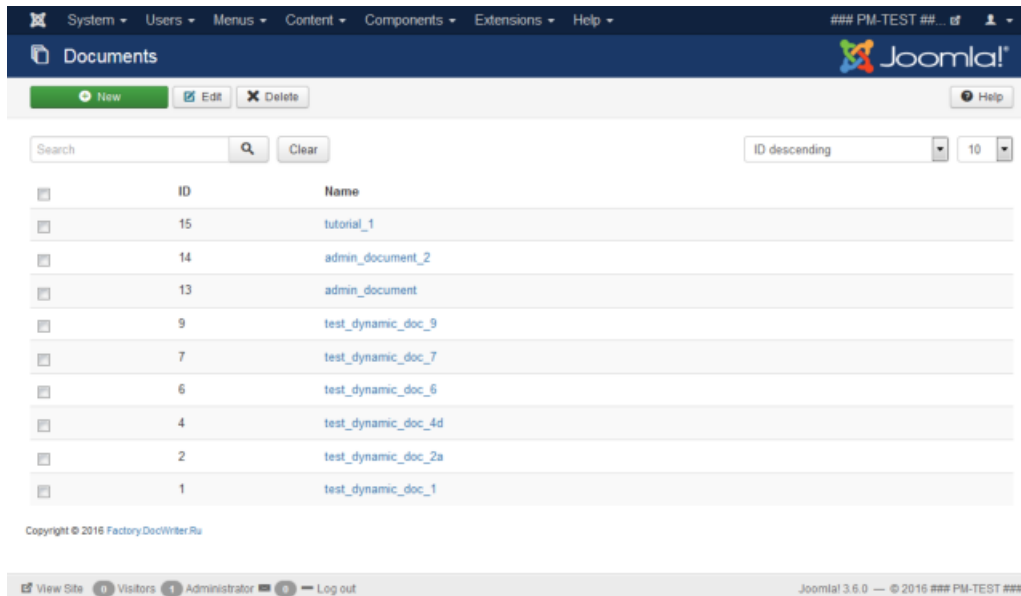 System Users Menus Content Components Extensions Help ### PM-TEST ##...
Documents Joomla!®
New Edit Delete Help
Search Clear ID descending 10
ID Name
15 tutorial_1
14 admin_document_2
13 admin_document
9 test_dynamic_doc_9
7 test_dynamic_doc_7
6 test_dynamic_doc_6
4 test_dynamic_doc_4d
2 test_dynamic_doc_2a
1 test_dynamic_doc_1
Copyright © 2016 Factory.DocWriter.Ru
View Site 0 Visitors 1 Administrator 0 Log out Joomla! 3.6.0 — © 2016 ### PM-TEST ###